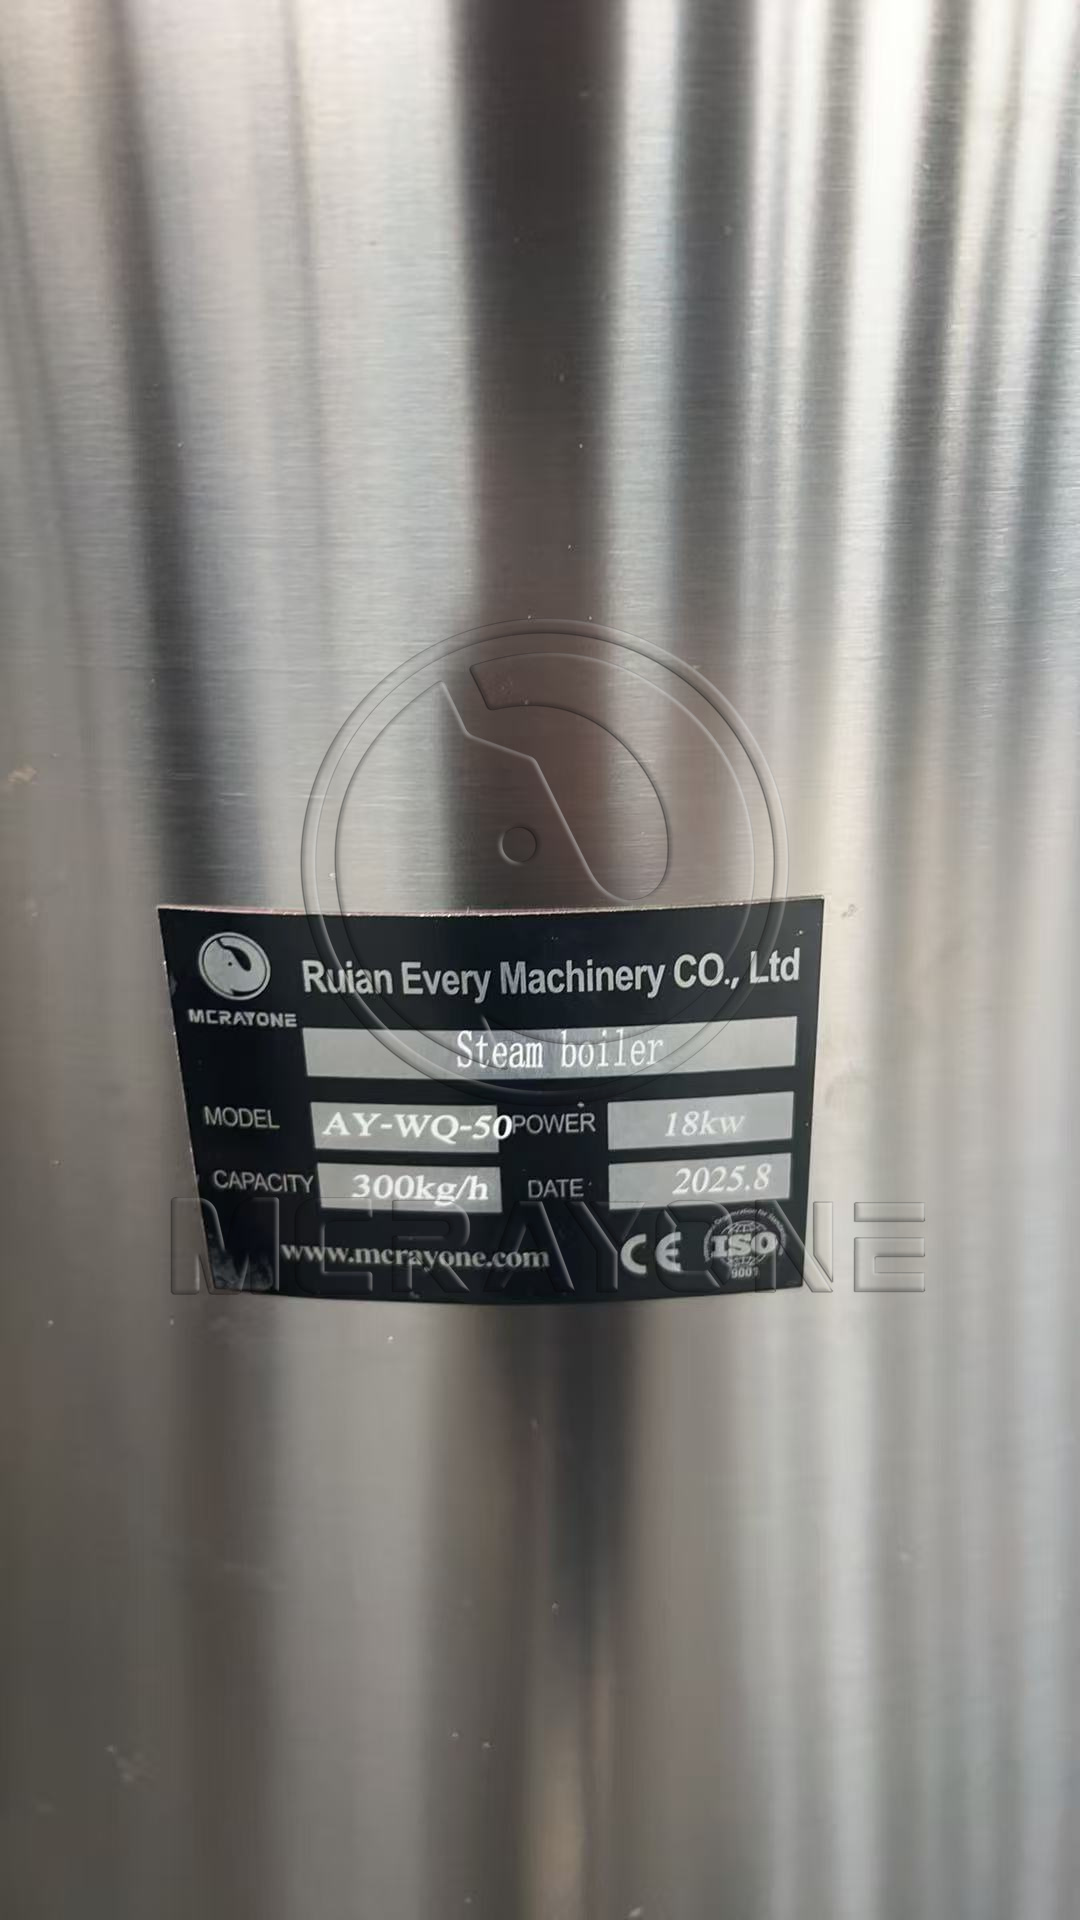 Ruian Every Machinery CO., Ltd
MCRAYONE
Steam boiler
MODEL AY-WQ-50 POWER 18kw
CAPACITY 300kg/h DATE 2025.8
www.mcrayone.com CE ISO
9001
MCRAYONE